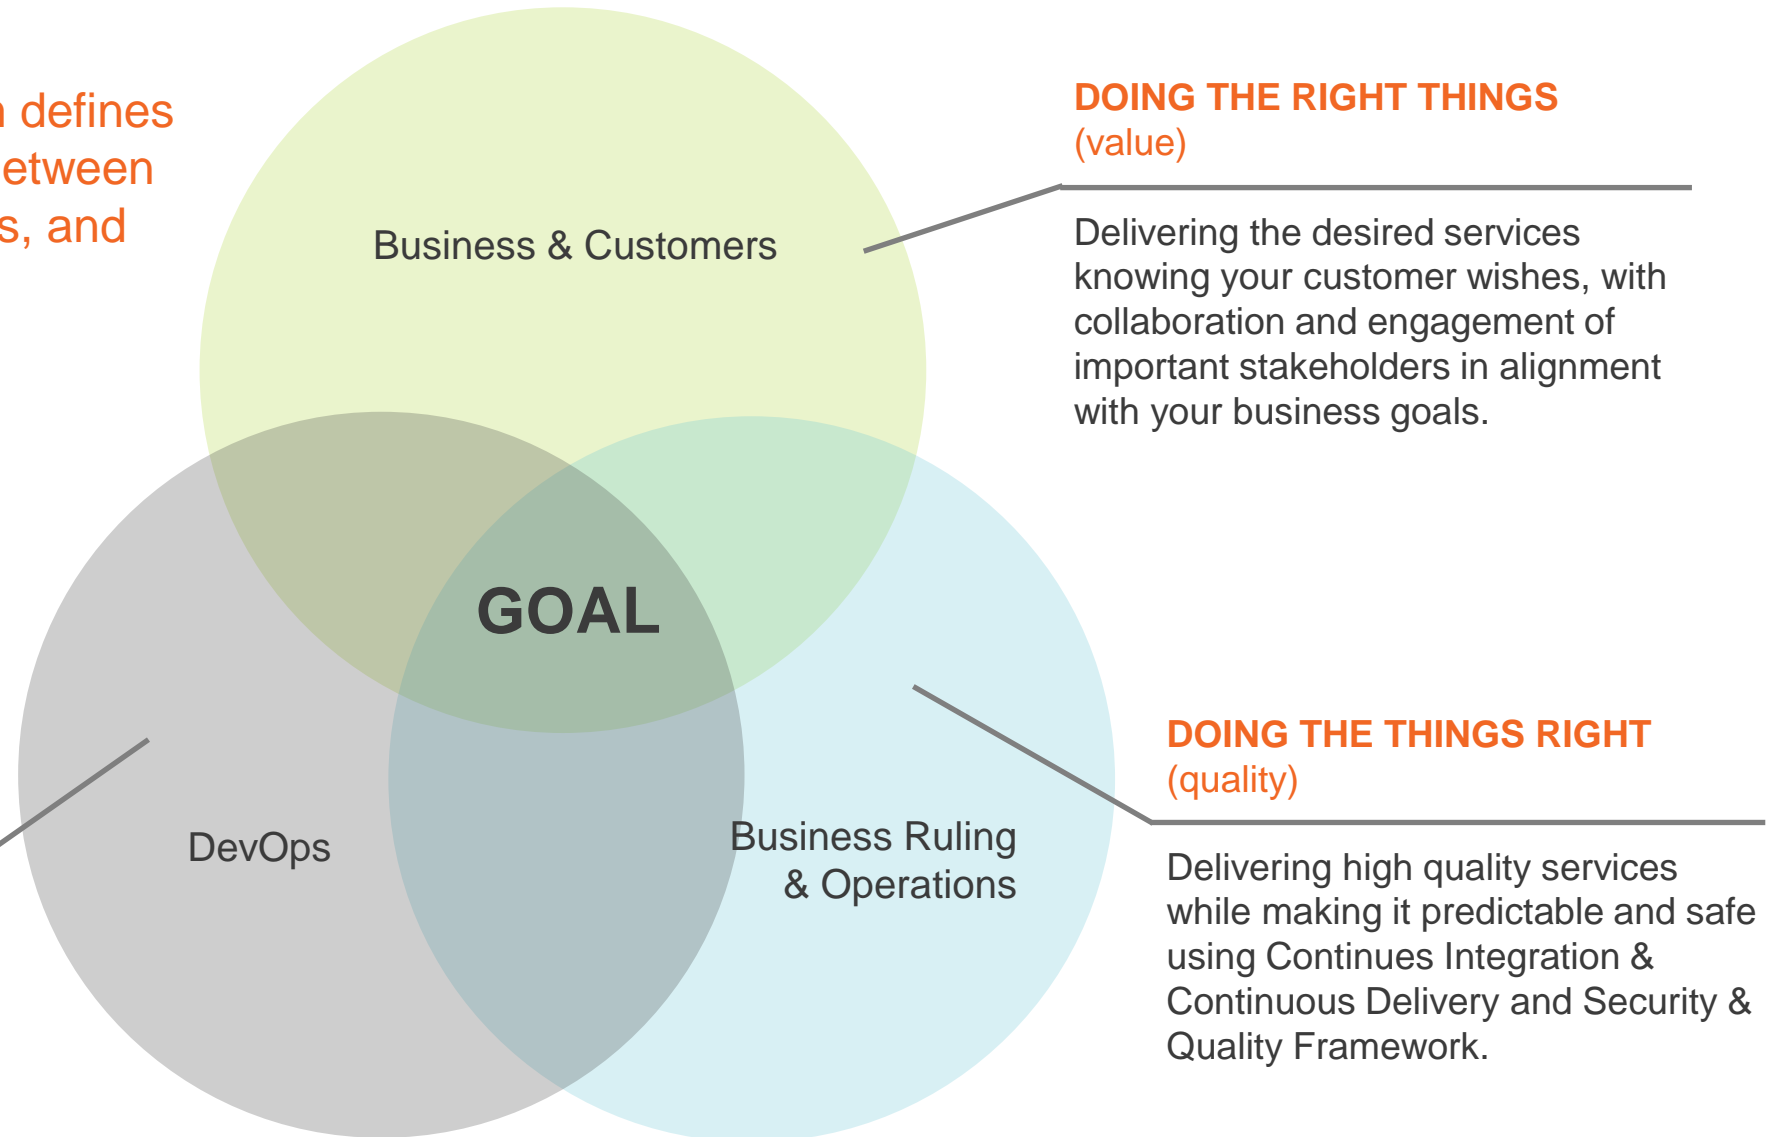 defines
between
and
Business & Customers
DOING THE RIGHT THINGS
(value)
Delivering the desired services
knowing your customer wishes, with
collaboration and engagement of
important stakeholders in alignment
with your business goals.
GOAL
DevOps
Business Ruling
& Operations
DOING THE THINGS RIGHT
(quality)
Delivering high quality services
while making it predictable and safe
using Continues Integration &
Continuous Delivery and Security &
Quality Framework.